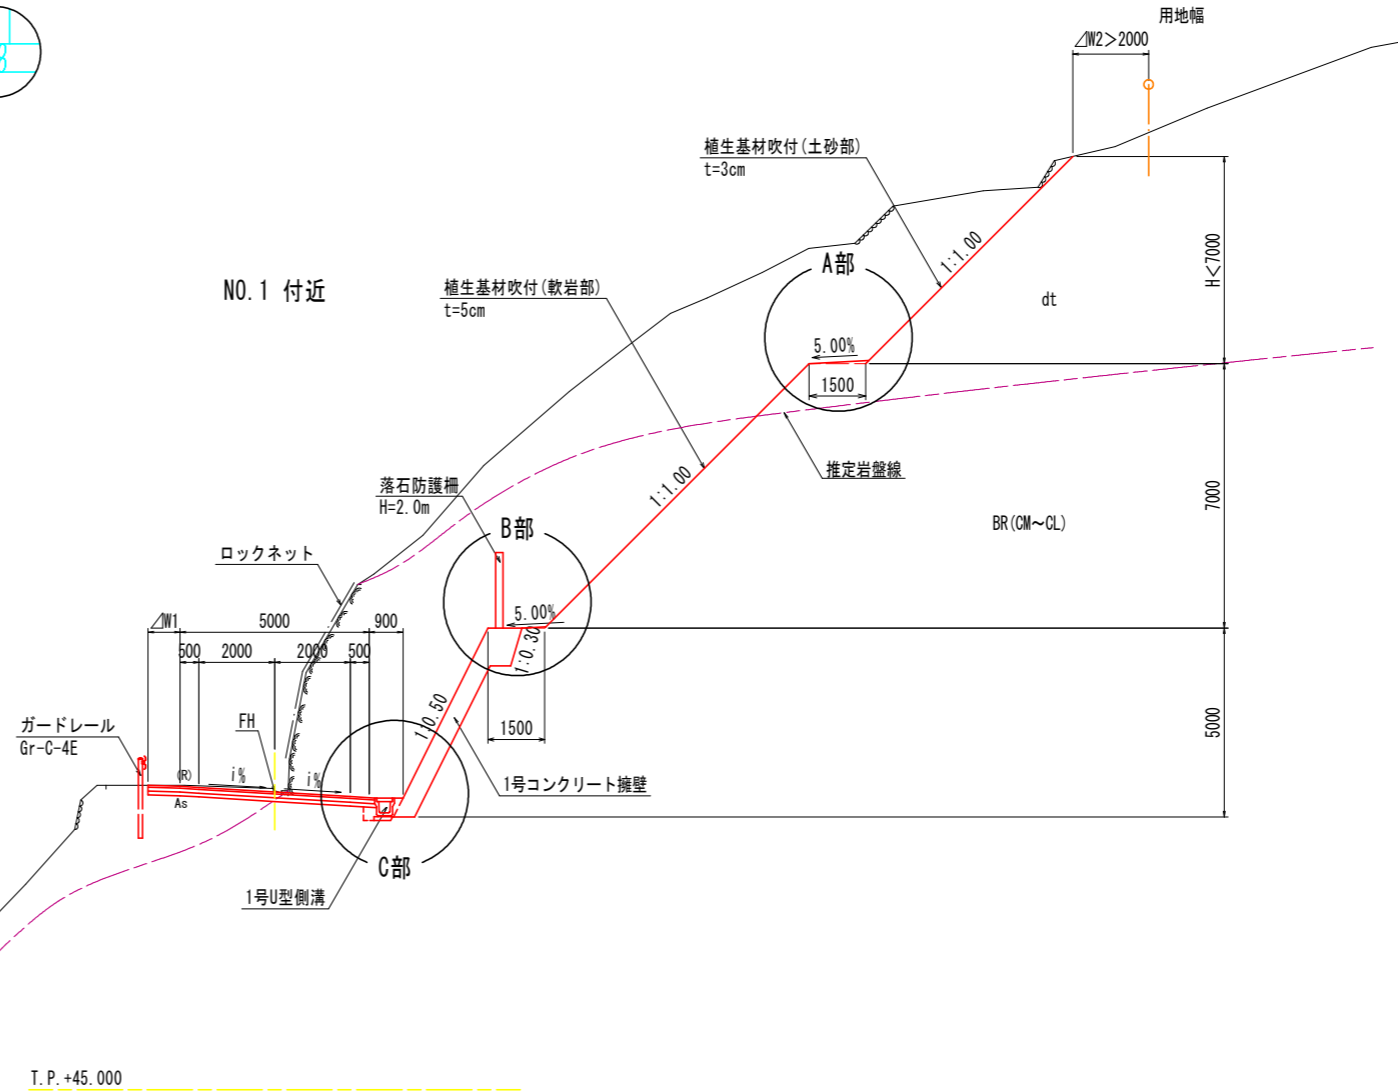 用地幅
⊿W2>2000
植生基材吹付(土砂部)
t=3cm
1:1.00
H<7000
A部
NO.1 付近
植生基材吹付(軟岩部)
t=5cm
dt
5.00%
1500
推定岩盤線
1:1.00
7000
落石防護柵
H=2.0m
B部
BR(CM～CL)
ロックネット
⊿W1
5000
900
5.00%
500
2000
2000
500
1:0.30
1:0.50
1500
5000
ガードレール
Gr-C-4E
FH
(R)
i%
i%
As
1号コンクリート擁壁
C部
1号U型側溝
T.P.+45.000